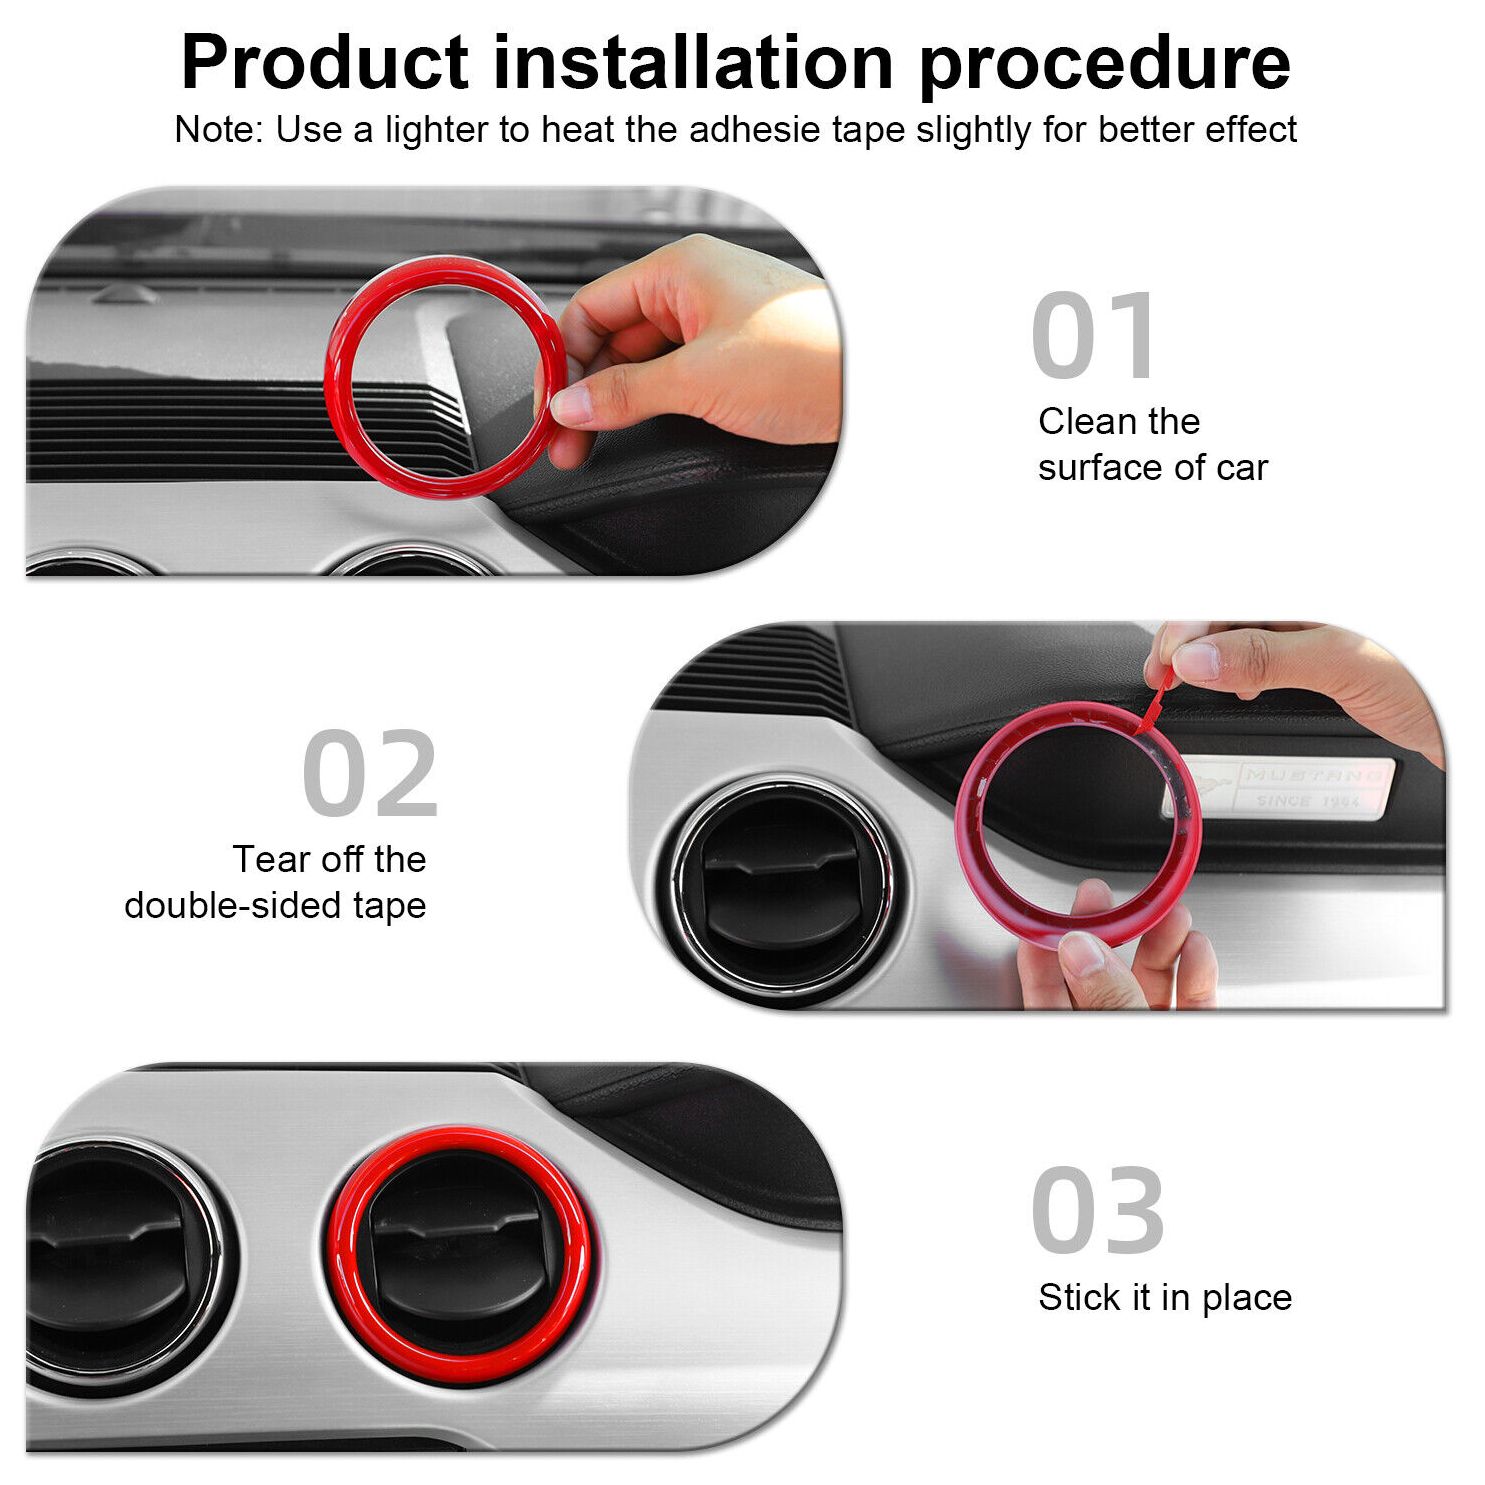 Product installation procedure
Note: Use a lighter to heat the adhesie tape slightly for better effect
01
Clean the
surface of car
02
Tear off the
double-sided tape
MUSTANG
SINCE 1964
03
Stick it in place